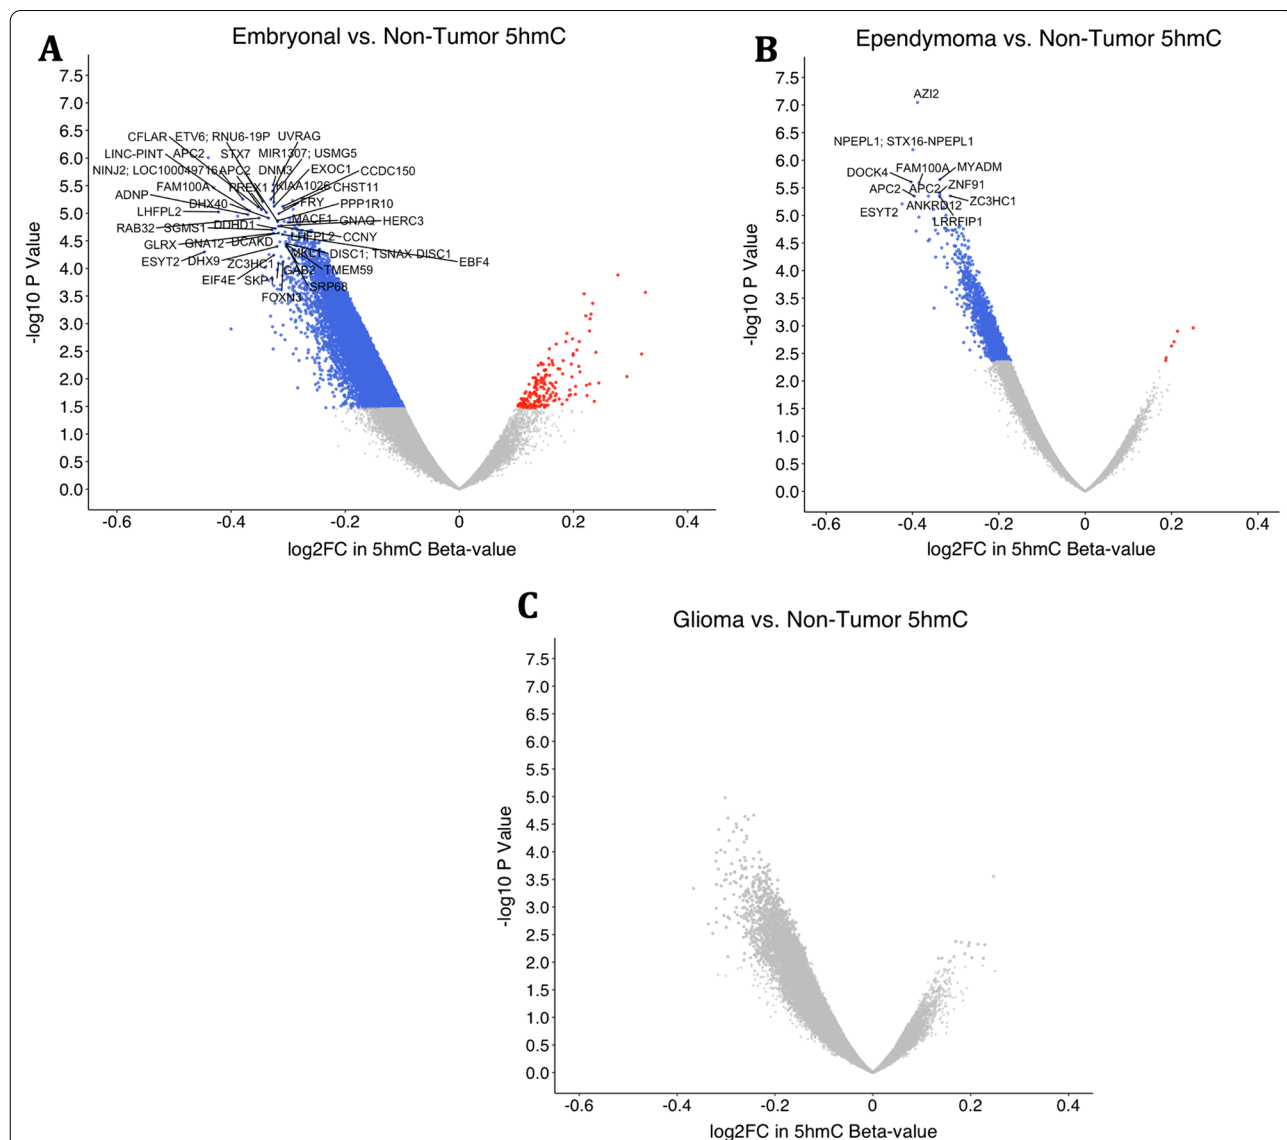 A
Embryonal vs. Non-Tumor 5hmC
-log10 P Value
7.5
7.0
6.5
6.0
5.5
5.0
4.5
4.0
3.5
3.0
2.5
2.0
1.5
1.0
0.5
0.0
CFLAR ETV6; RNU6-19P UVRAG
LINC-PINT APC2 STX7 MIR1307; USMG5
NINJ2; LOC100049716 APC2 DNM3 EXOC1 CCDC150
FAM100A PREX1 KIAA1026 CHST11
ADNP DHX40 FRY PPP1R10
LHFPL2 MACF1 GNAQ HERC3
RAB32 SGMS1 DDHD1 LHFPL2 CCNY
GLRX GNA12 DCAKD MKL1 DISC1; TSNAX-DISC1
ESYT2 DHX9 ZC3HC1 GAB2 TMEM59 EBF4
EIF4E SKP1 SRP68
FOXN3
-0.6 -0.4 -0.2 0 0.2 0.4
log2FC in 5hmC Beta-value
B
Ependymoma vs. Non-Tumor 5hmC
-log10 P Value
7.5
7.0
6.5
6.0
5.5
5.0
4.5
4.0
3.5
3.0
2.5
2.0
1.5
1.0
0.5
0.0
AZI2
NPEPL1; STX16-NPEPL1
DOCK4 FAM100A MYADM
APC2 APC2 ZNF91
ESYT2 ANKRD12 ZC3HC1
LRRFIP1
-0.6 -0.4 -0.2 0 0.2 0.4
log2FC in 5hmC Beta-value
C
Glioma vs. Non-Tumor 5hmC
-log10 P Value
7.5
7.0
6.5
6.0
5.5
5.0
4.5
4.0
3.5
3.0
2.5
2.0
1.5
1.0
0.5
0.0
-0.6 -0.4 -0.2 0 0.2 0.4
log2FC in 5hmC Beta-value